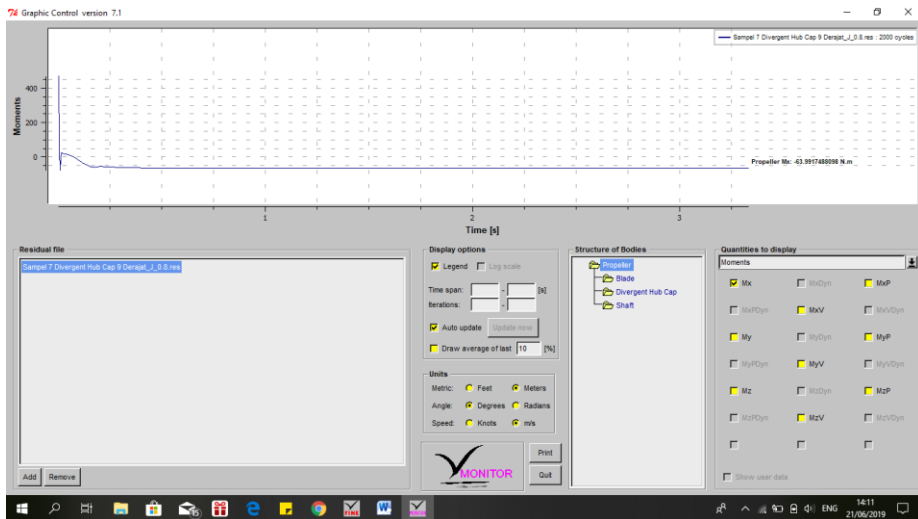 Graphic Control version 7.1
Sampel 7 Divergent Hub Cap 9 Derajat_J_0.8.res : 2000 cycles
Moments
400
200
0
Propeller Mx: -63.9917488098 N.m
1 2 3
Time [s]
Residual file
Sampel 7 Divergent Hub Cap 9 Derajat_J_0.8.res
Add Remove
Display options
Legend Log scale
Time span: - [s]
Iterations: -
Auto update Update now
Draw average of last 10 [%]
Units
Metric: Feet Meters
Angle: Degrees Radians
Speed: Knots m/s
MONITOR
Print
Quit
Structure of Bodies
Propeller
Blade
Divergent Hub Cap
Shaft
Quantities to display
Moments
Mx MxDyn MxP
MxPDyn MxV MxVDyn
My MyDyn MyP
MyPDyn MyV MyVDyn
Mz MzDyn MzP
MzPDyn MzV MzVDyn
Show user data
ENG
14:11
21/06/2019